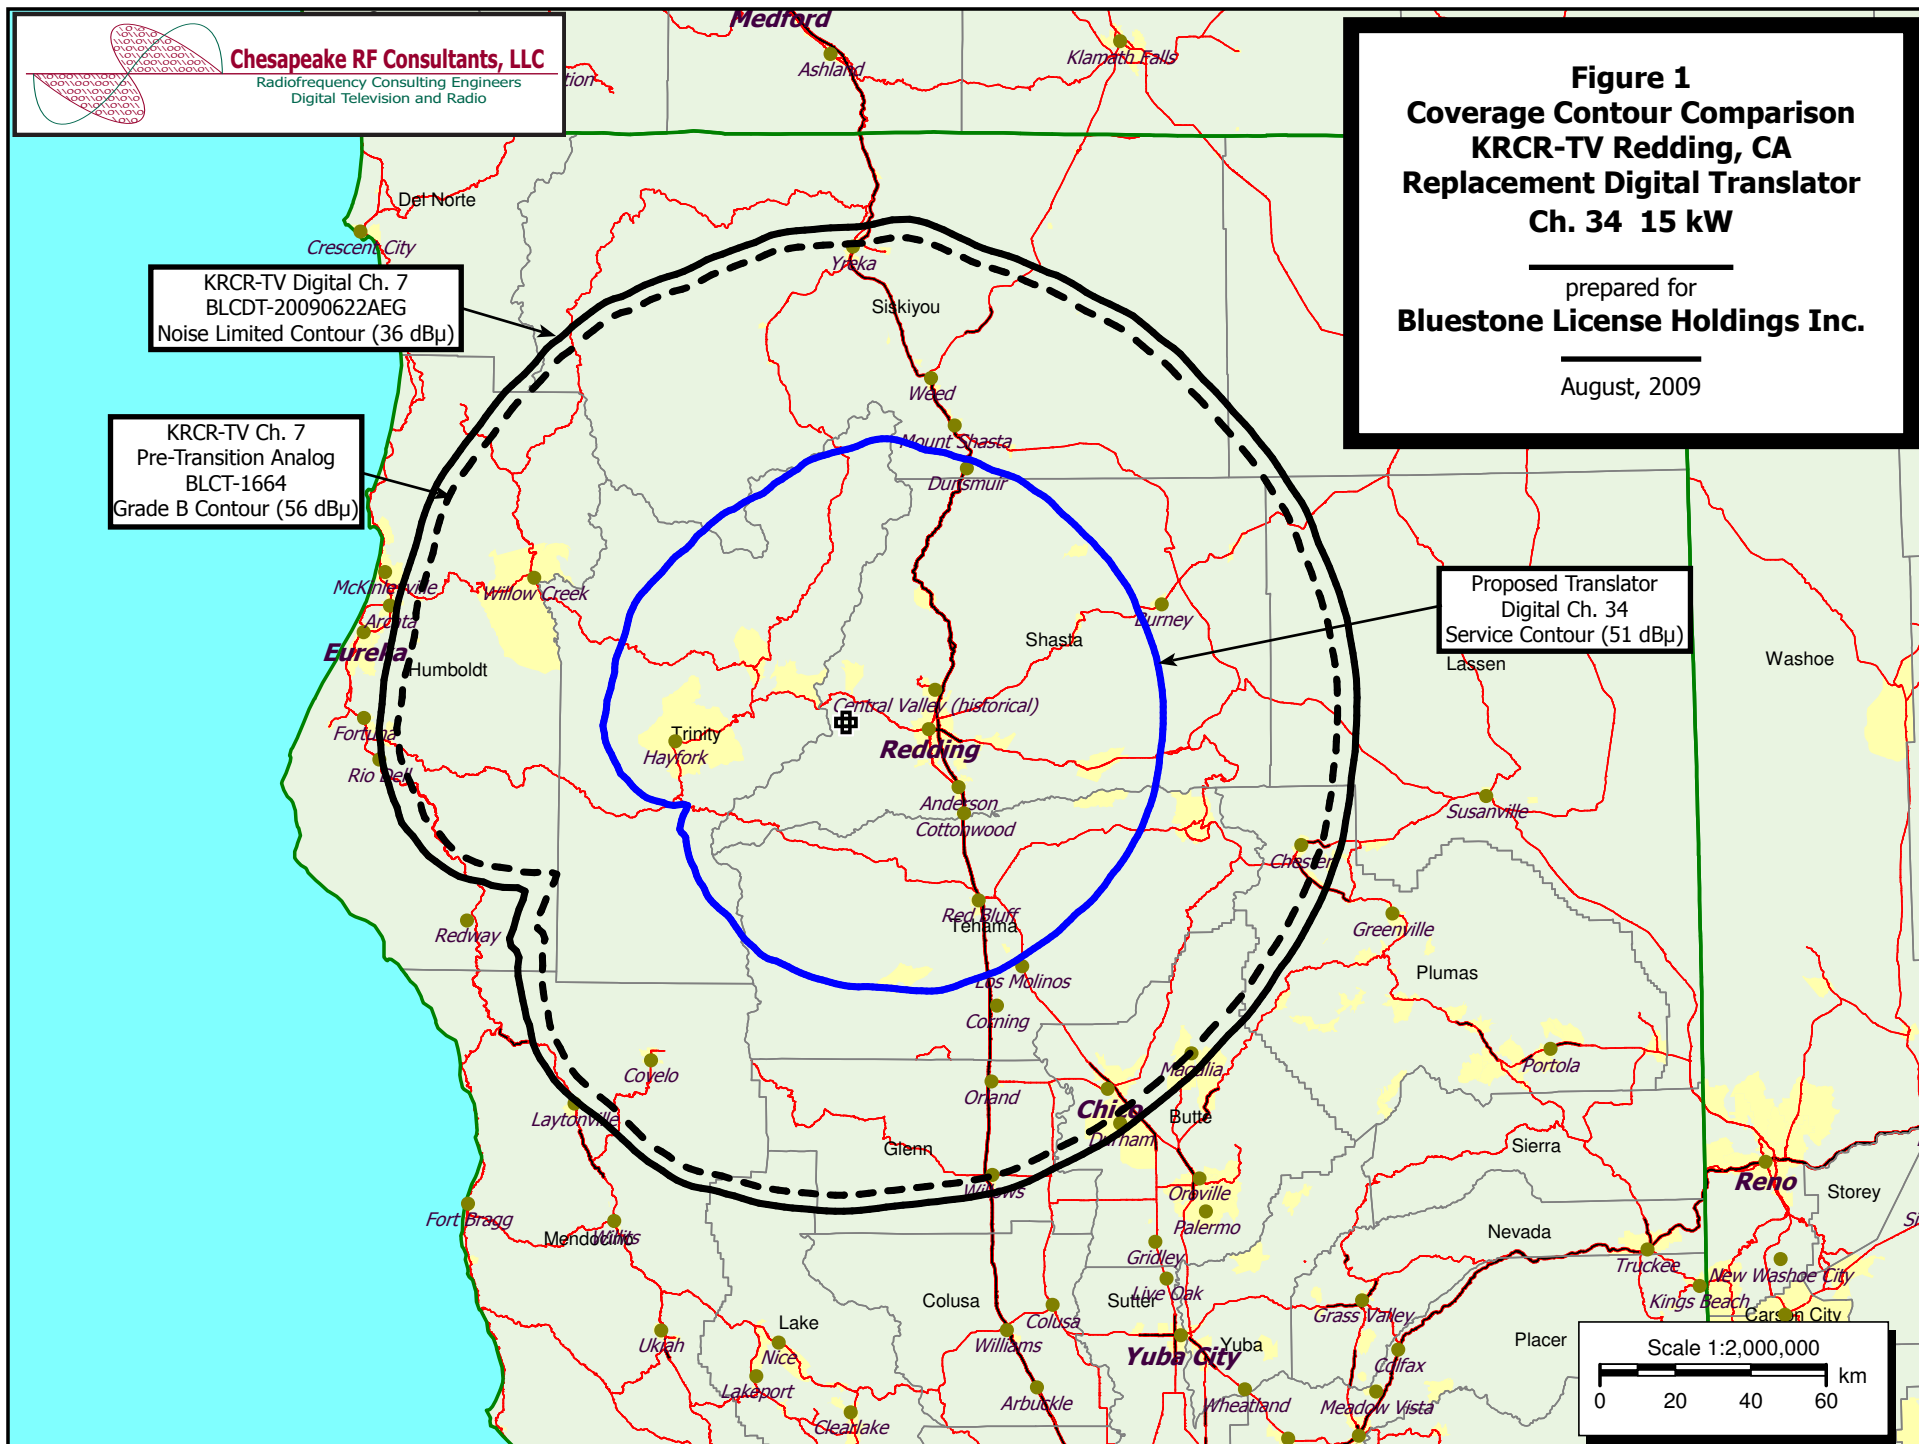 Chesapeake RF Consultants, LLC
Radiofrequency Consulting Engineers
Digital Television and Radio
Figure 1
Coverage Contour Comparison
KRCR-TV Redding, CA
Replacement Digital Translator
Ch. 34 15 kW
prepared for
Bluestone License Holdings Inc.
August, 2009
KRCR-TV Digital Ch. 7
BLCDT-20090622AEG
Noise Limited Contour (36 dBµ)
KRCR-TV Ch. 7
Pre-Transition Analog
BLCT-1664
Grade B Contour (56 dBµ)
Proposed Translator
Digital Ch. 34
Service Contour (51 dBµ)
Medford
Ashland
Klamath Falls
tion
Del Norte
Crescent City
Yreka
Siskiyou
Weed
Mount Shasta
Dunsmuir
McKinleyville
Willow Creek
Arcata
Eureka
Humboldt
Burney
Shasta
Lassen
Washoe
Central Valley (historical)
Fortuna
Trinity
Hayfork
Redding
Rio Dell
Anderson
Cottonwood
Susanville
Chester
Red Bluff
Tehama
Redway
Greenville
Plumas
Los Molinos
Corning
Covelo
Orland
Magalia
Portola
Laytonville
Chico
Durham
Butte
Glenn
Sierra
Willows
Oroville
Reno
Storey
Fort Bragg
Mendocino
Willits
Palermo
Nevada
Gridley
Truckee
New Washoe City
Live Oak
Kings Beach
Colusa
Sutter
Colusa
Grass Valley
Carson City
Lake
Ukiah
Nice
Williams
Yuba City
Yuba
Placer
Colfax
Lakeport
Arbuckle
Wheatland
Meadow Vista
Clearlake
Scale 1:2,000,000
km
0 20 40 60